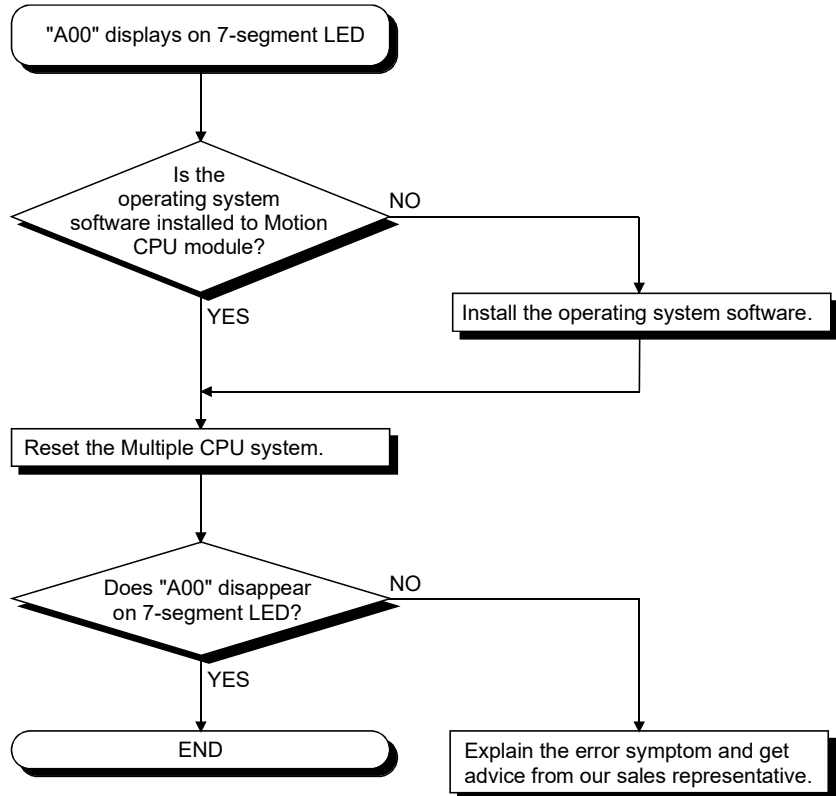 "A00" displays on 7-segment LED
Is the
operating system
software installed to Motion
CPU module?
NO
YES
Install the operating system software.
Reset the Multiple CPU system.
Does "A00" disappear
on 7-segment LED?
NO
YES
END
Explain the error symptom and get
advice from our sales representative.